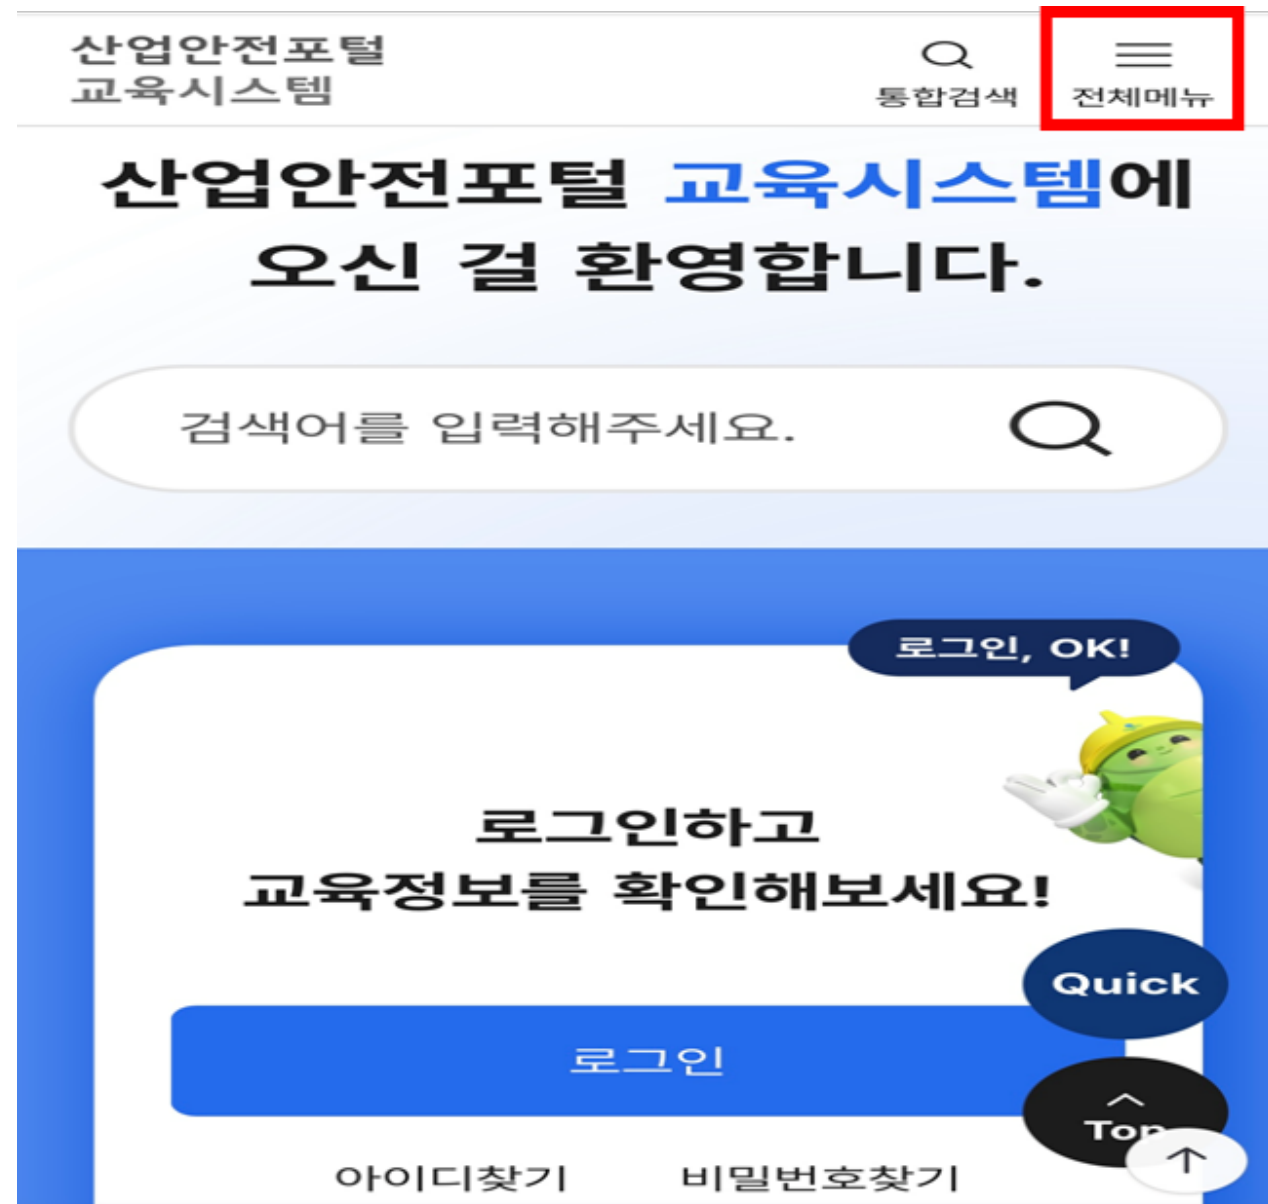 산업안전포털
교육시스템
통합검색
전체메뉴
산업안전포털 교육시스템에
오신 걸 환영합니다.
검색어를 입력해주세요.
로그인, OK!
로그인하고
교육정보를 확인해보세요!
Quick
로그인
Top
아이디찾기
비밀번호찾기